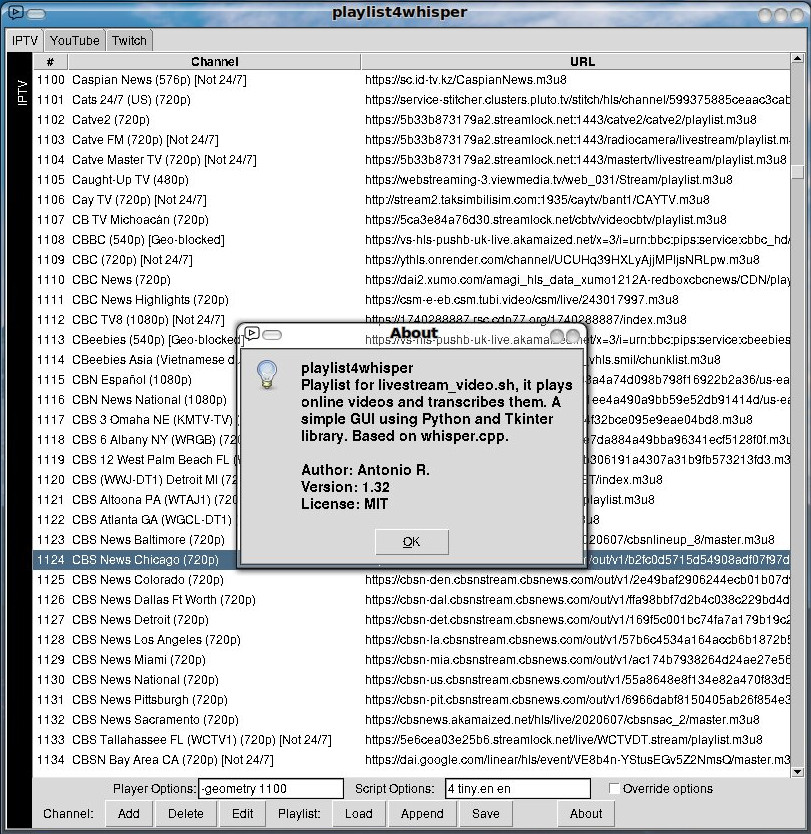 playlist4whisper
IPTV YouTube Twitch
IPTV
# Channel URL
1100 Caspian News (576p) [Not 24/7] https://sc.id-tv.kz/CaspianNews.m3u8
1101 Cats 24/7 (US) (720p) https://service-stitcher.clusters.pluto.tv/stitch/hls/channel/599375885ceaac3cab
1102 Catve2 (720p) https://5b33b873179a2.streamlock.net:1443/catve2/catve2/playlist.m3u8
1103 Catve FM (720p) [Not 24/7] https://5b33b873179a2.streamlock.net:1443/radiocamera/livestream/playlist.m
1104 Catve Master TV (720p) [Not 24/7] https://5b33b873179a2.streamlock.net:1443/mastertv/livestream/playlist.m3u8
1105 Caught-Up TV (480p) https://webstreaming-3.viewmedia.tv/web_031/Stream/playlist.m3u8
1106 Cay TV (720p) [Not 24/7] http://stream2.taksimbilisim.com:1935/caytv/bant1/CAYTV.m3u8
1107 CB TV Michoacán (720p) https://5ca3e84a76d30.streamlock.net/cbtv/videocbtv/playlist.m3u8
1108 CBBC (540p) [Geo-blocked] https://vs-hls-pushb-uk-live.akamaized.net/x=3/i=urn:bbc:pips:service:cbbc_hd/
1109 CBC (720p) [Not 24/7] https://ythls.onrender.com/channel/UCUHq39HXLyAjjMPljsNRLpw.m3u8
1110 CBC News (720p) https://dai2.xumo.com/amagi_hls_data_xumo1212A-redboxcbcnews/CDN/play
1111 CBC News Highlights (720p) https://csm-e-eb.csm.tubi.video/csm/live/243017997.m3u8
1112 CBC TV8 (1080p) [Not 24/7] https://1740288887.rsc.cdn77.org/1740288887/index.m3u8
1113 CBeebies (540p) [Geo-blocked] https://vs-hls-pushb-uk-live.akamaized.net/x=3/i=urn:bbc:pips:service:cbeebies
1114 CBeebies Asia (Vietnamese d vhls.smil/chunklist.m3u8
1115 CBN Español (1080p) 3a4a74d098b798f16922b2a36/us-ea
1116 CBN News National (1080p) e4a490a9bb59e52db91414d/us-ea
1117 CBS 3 Omaha NE (KMTV-TV) 4f32bce095e9eae04bd8.m3u8
1118 CBS 6 Albany NY (WRGB) (720 e7da884a49bba96341ecf5128f0f.m3u
1119 CBS 12 West Palm Beach FL (W b306191a4307a31b9fb573213fd3.m3
1120 CBS (WWJ-DT1) Detroit MI (72 ET/index.m3u8
1121 CBS Altoona PA (WTAJ1) (720 playlist.m3u8
1122 CBS Atlanta GA (WGCL-DT1) u8
1123 CBS News Baltimore (720p) 20607/cbsnlineup_8/master.m3u8
1124 CBS News Chicago (720p) /out/v1/b2fc0d5715d54908adf07f97d
1125 CBS News Colorado (720p) https://cbsn-den.cbsnstream.cbsnews.com/out/v1/2e49baf2906244ecb01b07d
1126 CBS News Dallas Ft Worth (720p) https://cbsn-dal.cbsnstream.cbsnews.com/out/v1/ffa98bbf7d2b4c038c229bd4d
1127 CBS News Detroit (720p) https://cbsn-det.cbsnstream.cbsnews.com/out/v1/169f5c001bc74fa7a179b19c2
1128 CBS News Los Angeles (720p) https://cbsn-la.cbsnstream.cbsnews.com/out/v1/57b6c4534a164accb6b1872b5
1129 CBS News Miami (720p) https://cbsn-mia.cbsnstream.cbsnews.com/out/v1/ac174b7938264d24ae27e56
1130 CBS News National (720p) https://cbsn-us.cbsnstream.cbsnews.com/out/v1/55a8648e8f134e82a470f83d5
1131 CBS News Pittsburgh (720p) https://cbsn-pit.cbsnstream.cbsnews.com/out/v1/6966dabf8150405ab26f854e3
1132 CBS News Sacramento (720p) https://cbsnews.akamaized.net/hls/live/2020607/cbsnsac_2/master.m3u8
1133 CBS Tallahassee FL (WCTV1) (720p) [Not 24/7] https://5e6cea03e25b6.streamlock.net/live/WCTVDT.stream/playlist.m3u8
1134 CBSN Bay Area CA (720p) [Not 24/7] https://dai.google.com/linear/hls/event/VE8b4n-YStusEGv5Z2NmsQ/master.m3
About
playlist4whisper
Playlist for livestream_video.sh, it plays
online videos and transcribes them. A
simple GUI using Python and Tkinter
library. Based on whisper.cpp.
Author: Antonio R.
Version: 1.32
License: MIT
OK
Player Options: -geometry 1100 Script Options: 4 tiny.en en Override options
Channel: Add Delete Edit Playlist: Load Append Save About